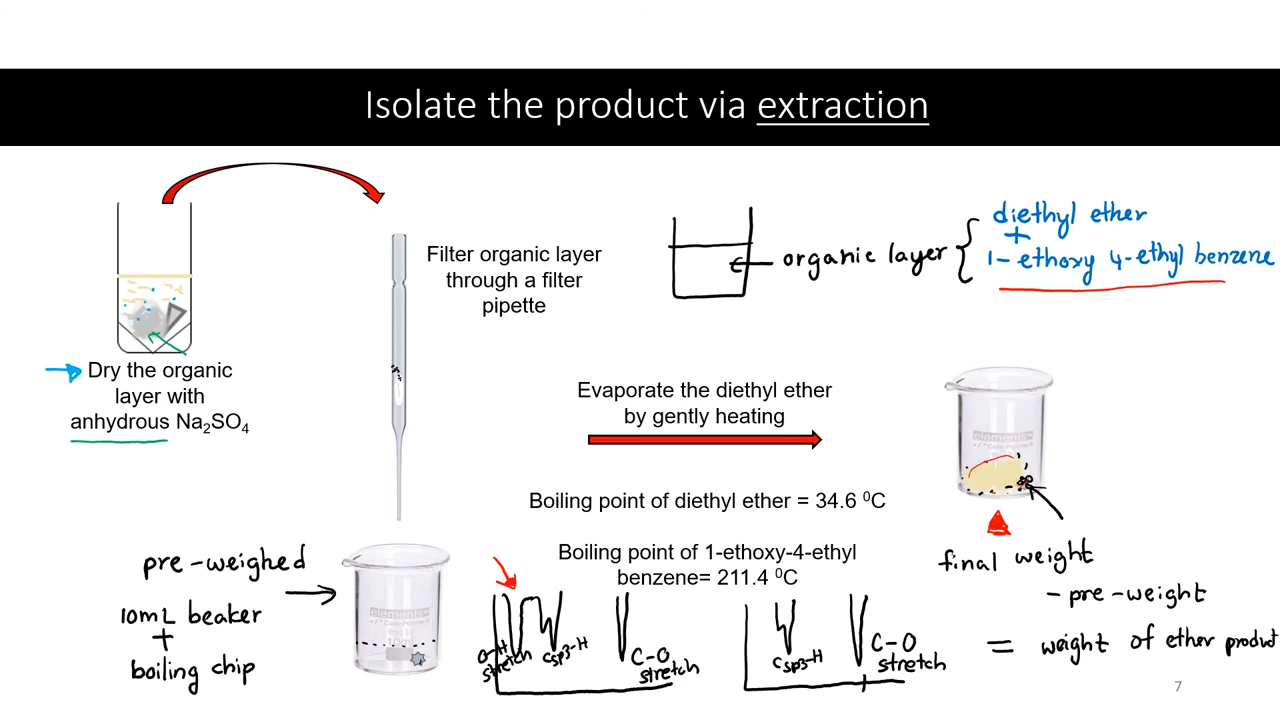 Isolate the product via extraction
Filter organic layer
through a filter
pipette
organic layer
diethyl ether
+
1-ethoxy 4-ethyl benzene
Dry the organic
layer with
anhydrous Na₂SO₄
Evaporate the diethyl ether
by gently heating
Boiling point of diethyl ether = 34.6 ⁰C
Boiling point of 1-ethoxy-4-ethyl
benzene= 211.4 ⁰C
pre-weighed
10mL beaker
+
boiling chip
O-H
stretch
Csp3-H
C-O
stretch
Csp3-H
C-O
stretch
final weight
- pre-weight
= weight of ether product
7